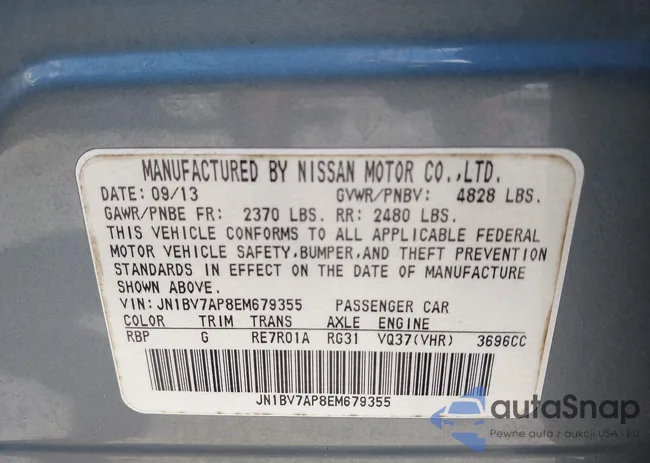 MANUFACTURED BY NISSAN MOTOR CO.,LTD.
DATE: 09/13 GVWR/PNBV: 4828 LBS.
GAWR/PNBE FR: 2370 LBS. RR: 2480 LBS.
THIS VEHICLE CONFORMS TO ALL APPLICABLE FEDERAL
MOTOR VEHICLE SAFETY,BUMPER,AND THEFT PREVENTION
STANDARDS IN EFFECT ON THE DATE OF MANUFACTURE
SHOWN ABOVE.
VIN: JN1BV7AP8EM679355 PASSENGER CAR
COLOR TRIM TRANS AXLE ENGINE
RBP G RE7R01A RG31 VQ37(VHR) 3696CC
JN1BV7AP8EM679355
autaSnap
Pewne auta z aukcji USA i EU